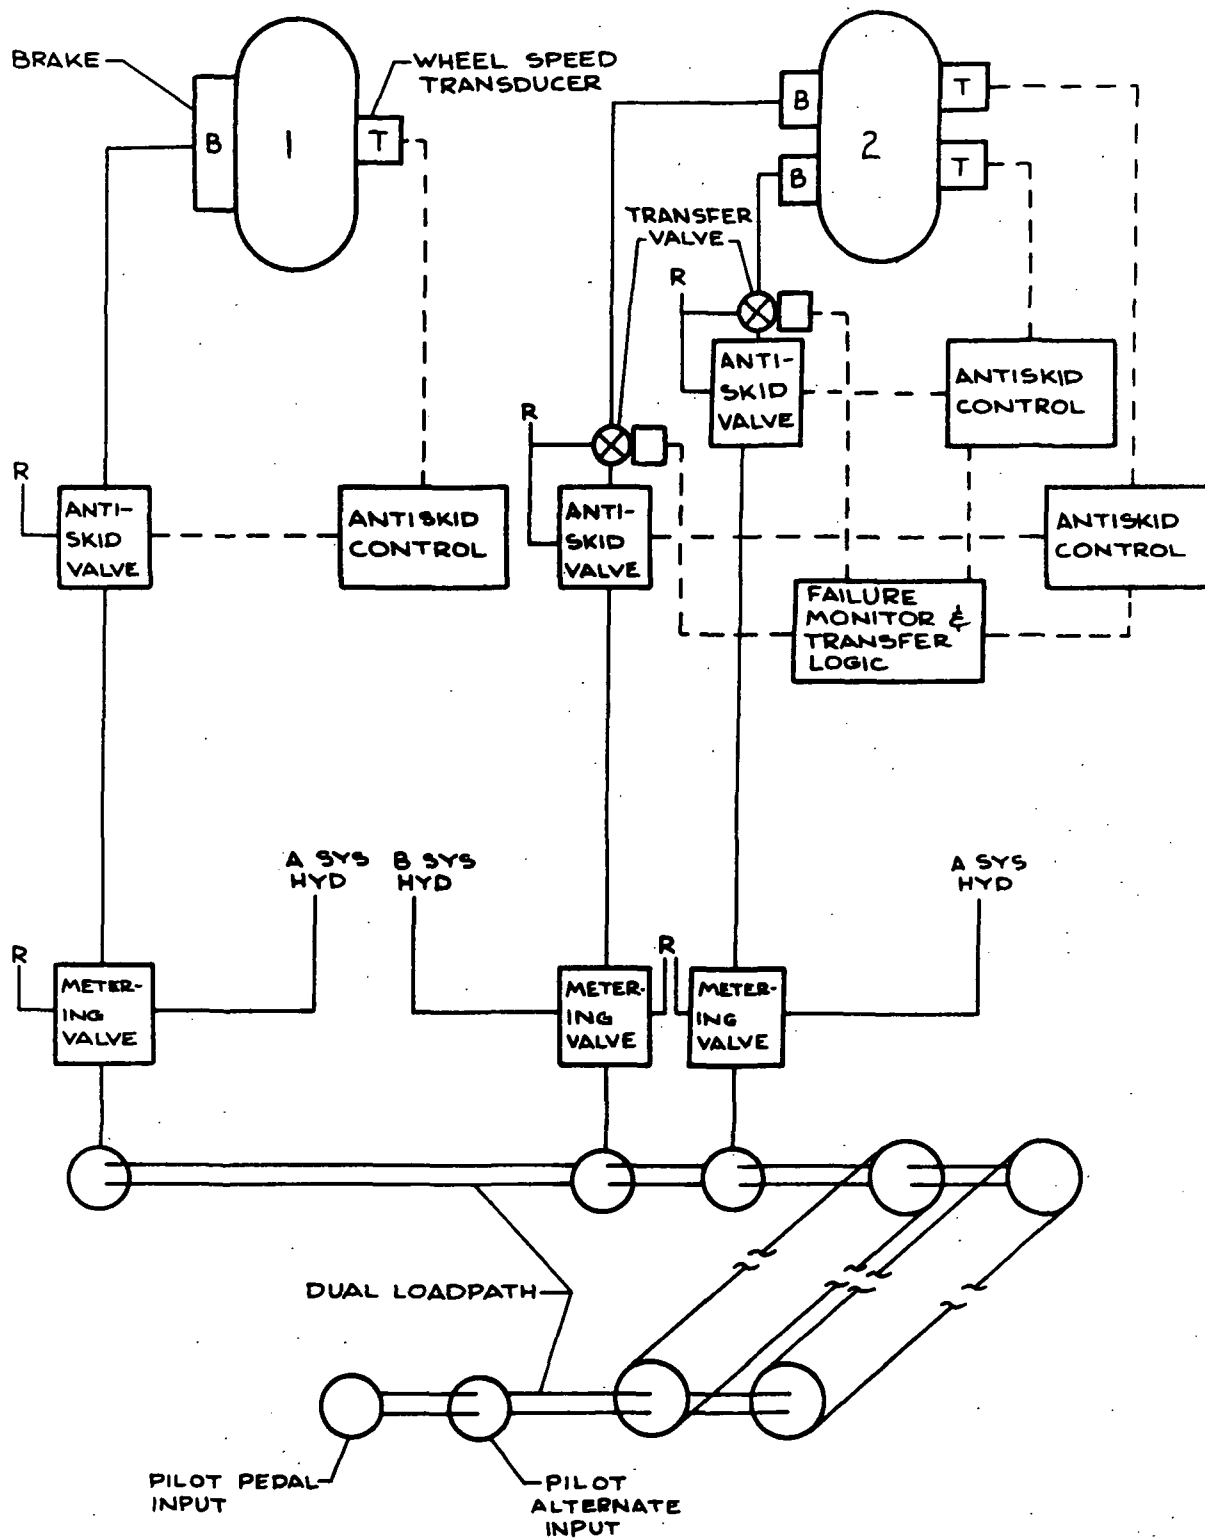 BRAKE
WHEEL SPEED
TRANSDUCER
B
1
T
B
B
2
T
T
TRANSFER
VALVE
R
ANTI-
SKID
VALVE
ANTISKID
CONTROL
R
R
ANTI-
SKID
VALVE
ANTISKID
CONTROL
ANTI-
SKID
VALVE
ANTISKID
CONTROL
FAILURE
MONITOR &
TRANSFER
LOGIC
A SYS
HYD
B SYS
HYD
A SYS
HYD
R
METER-
ING
VALVE
METER-
ING
VALVE
R
METER-
ING
VALVE
DUAL LOADPATH
PILOT PEDAL
INPUT
PILOT
ALTERNATE
INPUT